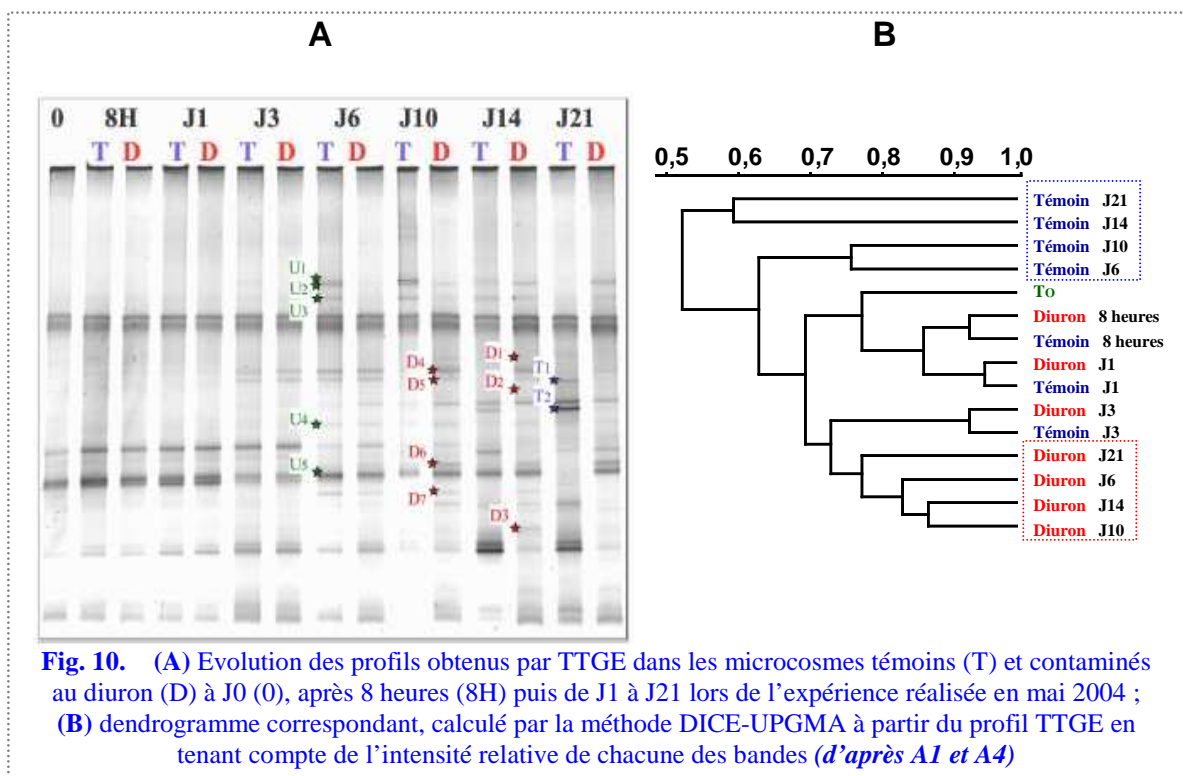 A
B
0 8H J1 J3 J6 J10 J14 J21
T D T D T D T D T D T D T D
U1
U2
U3
D4
D5
D1
D2
T1
T2
U4
U5
D6
D7
D3
0,5 0,6 0,7 0,8 0,9 1,0
Témoin J21
Témoin J14
Témoin J10
Témoin J6
To
Diuron 8 heures
Témoin 8 heures
Diuron J1
Témoin J1
Diuron J3
Témoin J3
Diuron J21
Diuron J6
Diuron J14
Diuron J10
Fig. 10. (A) Evolution des profils obtenus par TTGE dans les microcosmes témoins (T) et contaminés
au diuron (D) à J0 (0), après 8 heures (8H) puis de J1 à J21 lors de l'expérience réalisée en mai 2004 ;
(B) dendrogramme correspondant, calculé par la méthode DICE-UPGMA à partir du profil TTGE en
tenant compte de l'intensité relative de chacune des bandes (d'après A1 et A4)